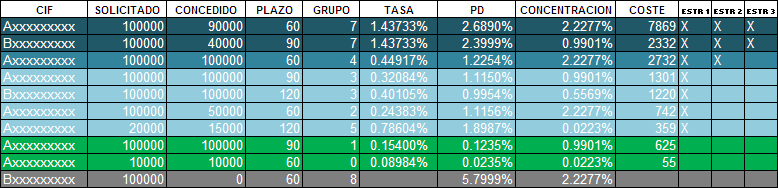 CIF SOLICITADO CONCEDIDO PLAZO GRUPO TASA PD CONCENTRACION COSTE ESTR 1 ESTR 2 ESTR 3
Axxxxxxxxx 100000 90000 60 7 1.43733% 2.6890% 2.2277% 7869 X X X
Bxxxxxxxxx 100000 40000 90 7 1.43733% 2.3999% 0.9901% 2332 X X X
Axxxxxxxxx 100000 100000 60 4 0.44917% 1.2254% 2.2277% 2732 X X
Axxxxxxxxx 100000 100000 90 3 0.32084% 1.1150% 0.9901% 1301 X
Bxxxxxxxxx 100000 100000 120 3 0.40105% 0.9954% 0.5569% 1220 X
Axxxxxxxxx 100000 50000 60 2 0.24383% 1.1156% 2.2277% 742 X
Axxxxxxxxx 20000 15000 120 5 0.78604% 1.8987% 0.0223% 359 X
Axxxxxxxxx 100000 100000 90 1 0.15400% 0.1235% 0.9901% 625
Axxxxxxxxx 10000 10000 60 0 0.08984% 0.0235% 0.0223% 55
Bxxxxxxxxx 100000 0 60 8 5.7999% 2.2277%